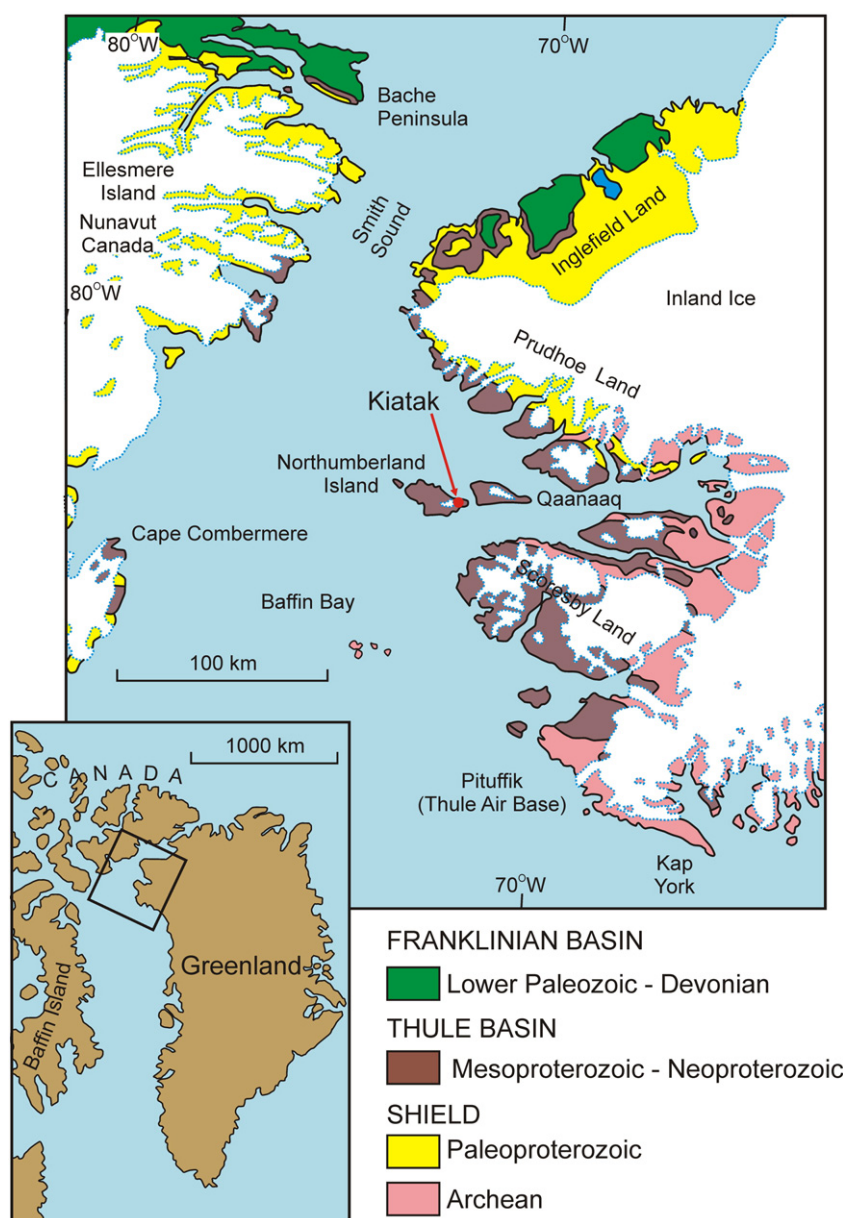 80°W
70°W
Bache
Peninsula
Ellesmere
Island
Nunavut
Canada
Smith
Sound
Inglefield Land
80°W
Inland Ice
Prudhoe Land
Kiatak
Northumberland
Island
Qaanaaq
Cape Combermere
Scoresby Land
Baffin Bay
100 km
Pituffik
(Thule Air Base)
Kap
York
70°W
1000 km
CANADA
Greenland
Baffin Island
FRANKLINIAN BASIN
Lower Paleozoic - Devonian
THULE BASIN
Mesoproterozoic - Neoproterozoic
SHIELD
Paleoproterozoic
Archean